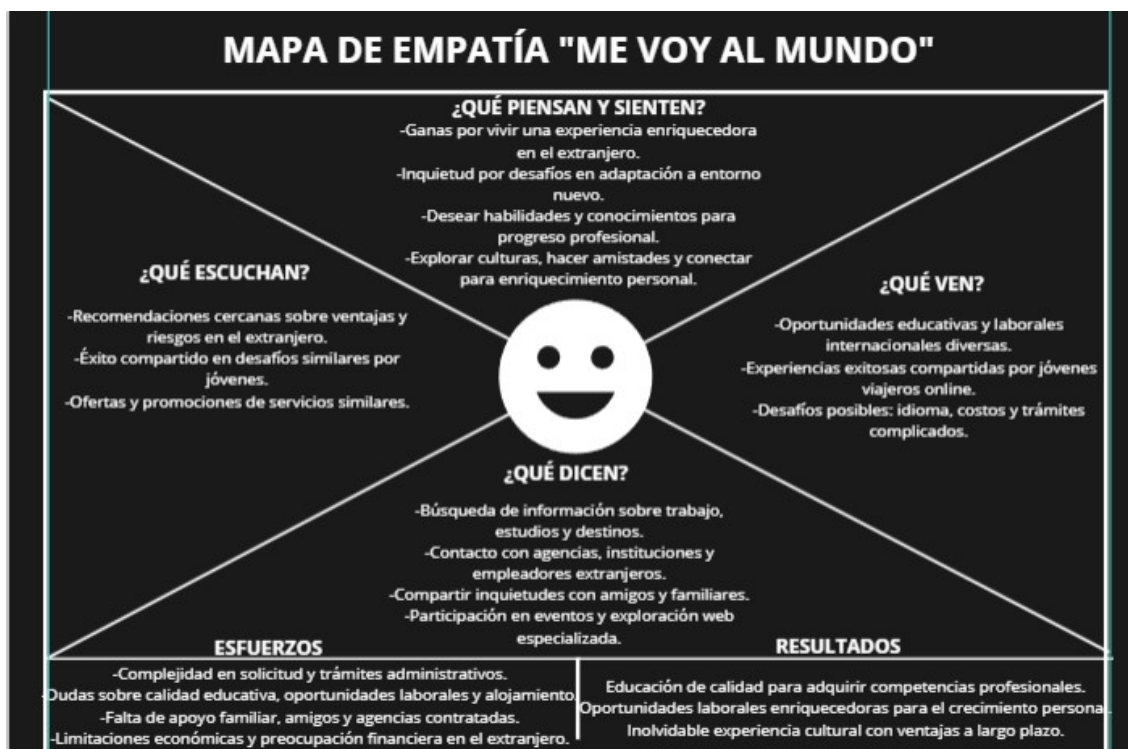 MAPA DE EMPATÍA "ME VOY AL MUNDO"
¿QUÉ PIENSAN Y SIENTEN?
-Ganas por vivir una experiencia enriquecedora
en el extranjero.
-Inquietud por desafíos en adaptación a entorno
nuevo.
-Desear habilidades y conocimientos para
progreso profesional.
-Explorar culturas, hacer amistades y conectar
para enriquecimiento personal.
¿QUÉ ESCUCHAN?
-Recomendaciones cercanas sobre ventajas y
riesgos en el extranjero.
-Éxito compartido en desafíos similares por
jóvenes.
-Ofertas y promociones de servicios similares.
¿QUÉ VEN?
-Oportunidades educativas y laborales
internacionales diversas.
-Experiencias exitosas compartidas por jóvenes
viajeros online.
-Desafíos posibles: idioma, costos y trámites
complicados.
¿QUÉ DICEN?
-Búsqueda de información sobre trabajo,
estudios y destinos.
-Contacto con agencias, instituciones y
empleadores extranjeros.
-Compartir inquietudes con amigos y familiares.
-Participación en eventos y exploración web
especializada.
ESFUERZOS
-Complejidad en solicitud y trámites administrativos.
-Dudas sobre calidad educativa, oportunidades laborales y alojamiento.
-Falta de apoyo familiar, amigos y agencias contratadas.
-Limitaciones económicas y preocupación financiera en el extranjero.
RESULTADOS
Educación de calidad para adquirir competencias profesionales.
Oportunidades laborales enriquecedoras para el crecimiento personal.
Inolvidable experiencia cultural con ventajas a largo plazo.